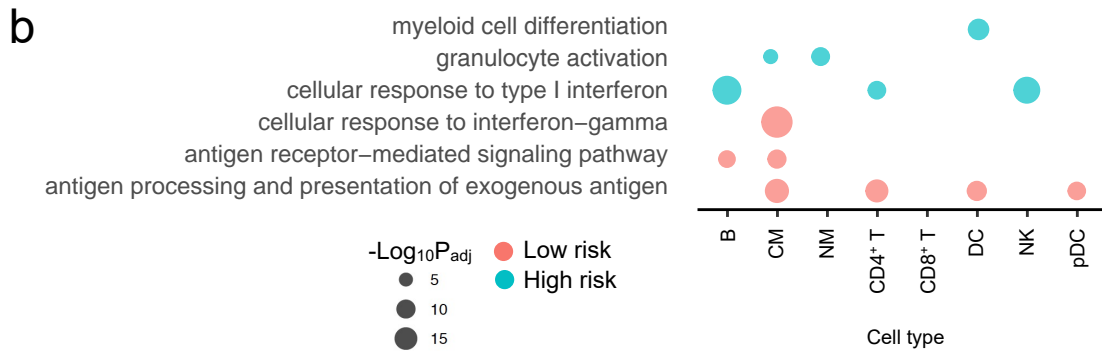 b
myeloid cell differentiation
granulocyte activation
cellular response to type I interferon
cellular response to interferon−gamma
antigen receptor−mediated signaling pathway
antigen processing and presentation of exogenous antigen
B
CM
NM
CD4⁺ T
CD8⁺ T
DC
NK
pDC
Cell type
-Log₁₀P_adj
5
10
15
Low risk
High risk